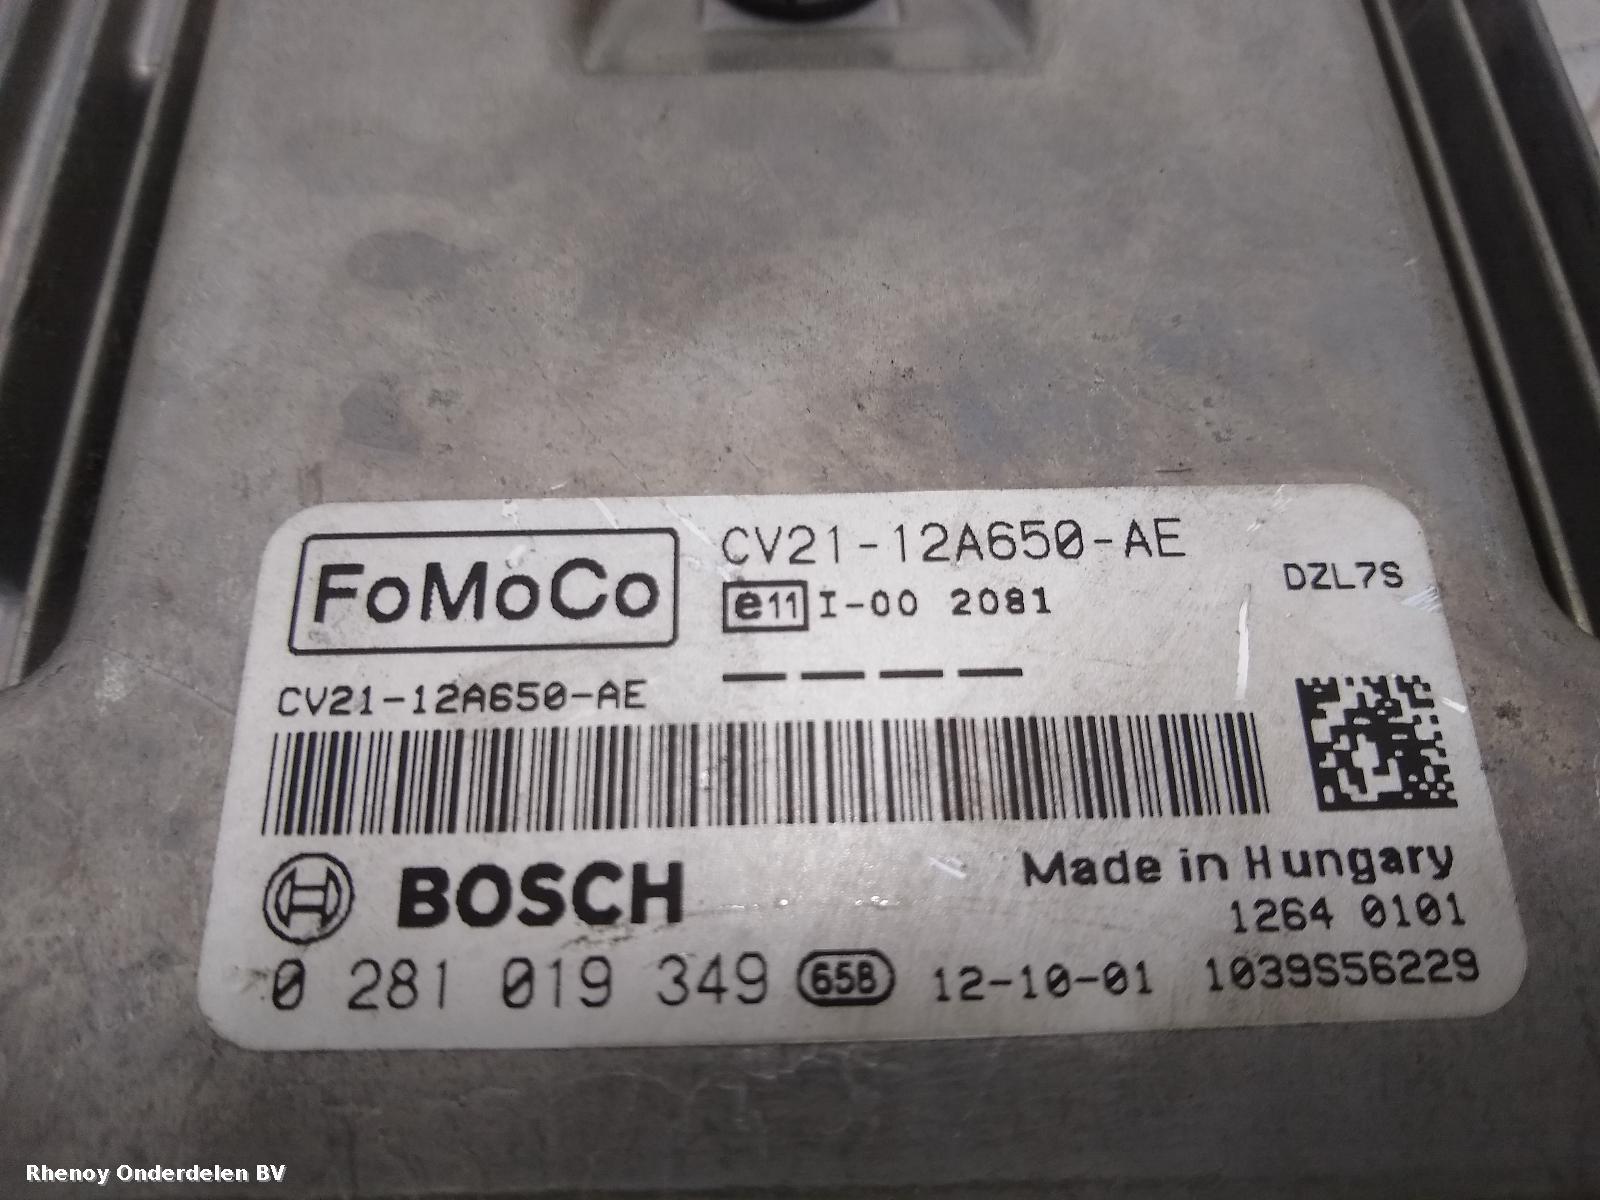 FoMoCo
CV21-12A650-AE
e11 I-00 2081
DZL7S
CV21-12A650-AE
BOSCH
Made in Hungary
1264 0101
0 281 019 349 65B 12-10-01 1039S56229
Rhenoy Onderdelen BV